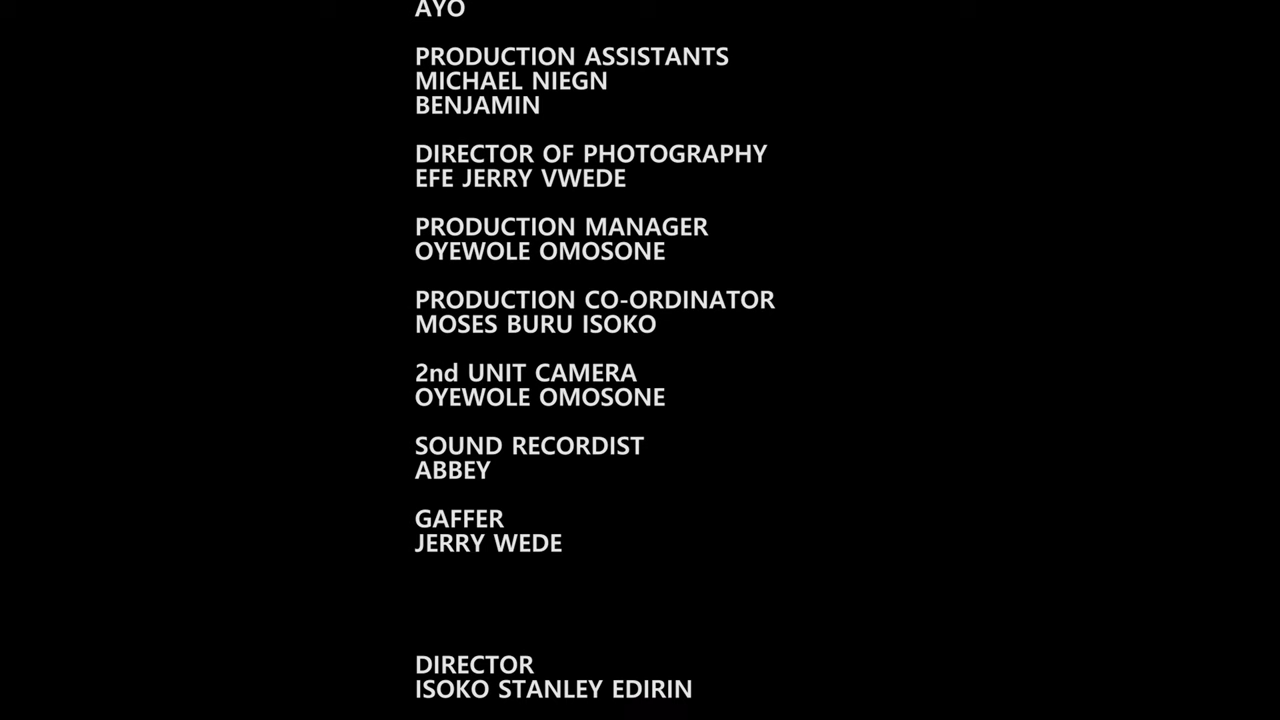 AYO
PRODUCTION ASSISTANTS
MICHAEL NIEGN
BENJAMIN
DIRECTOR OF PHOTOGRAPHY
EFE JERRY VWEDE
PRODUCTION MANAGER
OYEWOLE OMOSONE
PRODUCTION CO-ORDINATOR
MOSES BURU ISOKO
2nd UNIT CAMERA
OYEWOLE OMOSONE
SOUND RECORDIST
ABBEY
GAFFER
JERRY WEDE
DIRECTOR
ISOKO STANLEY EDIRIN